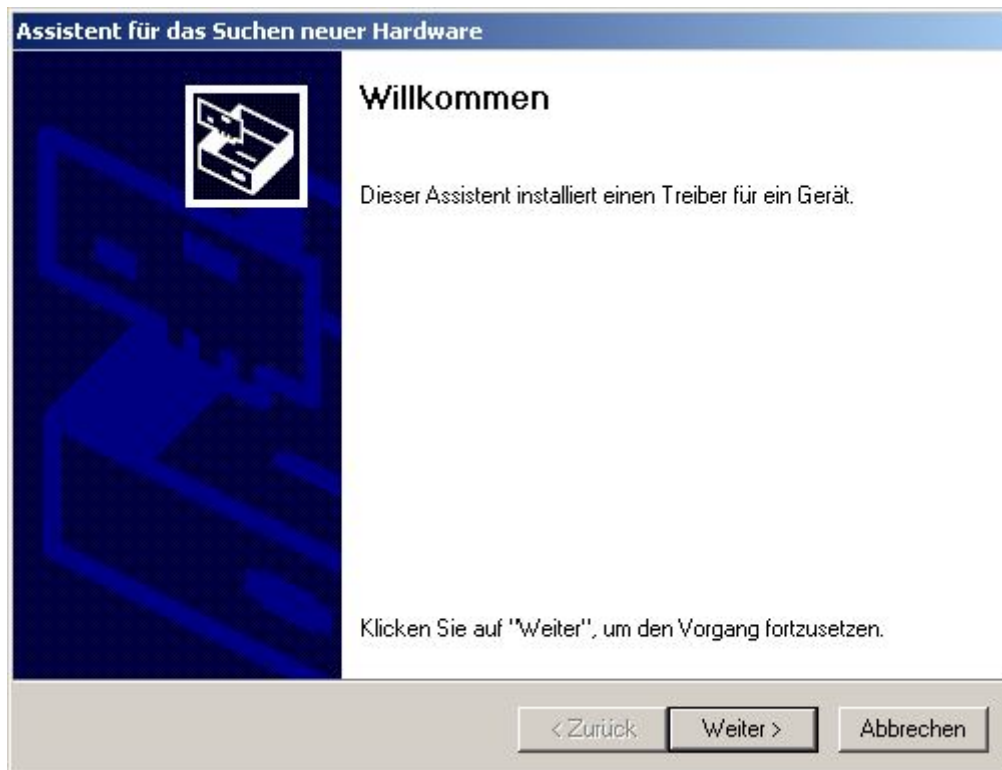 Assistent für das Suchen neuer Hardware
Willkommen
Dieser Assistent installiert einen Treiber für ein Gerät.
Klicken Sie auf "Weiter", um den Vorgang fortzusetzen.
< Zurück Weiter > Abbrechen